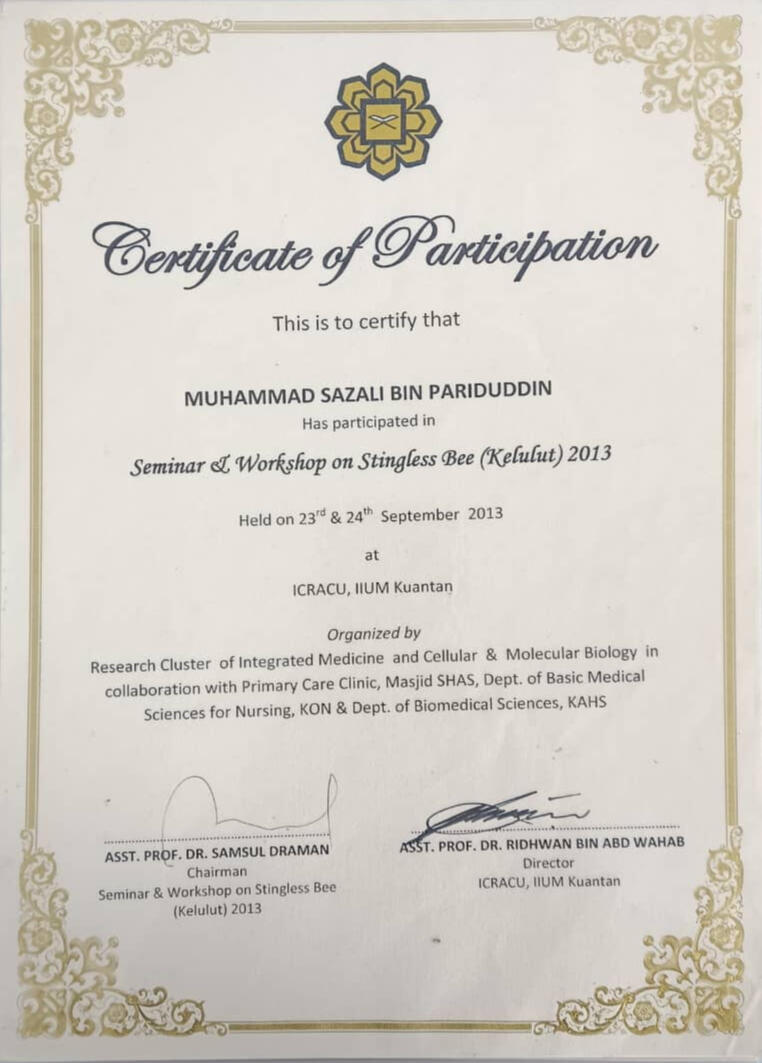 Certificate of Participation
This is to certify that
MUHAMMAD SAZALI BIN PARIDUDDIN
Has participated in
Seminar & Workshop on Stingless Bee (Kelulut) 2013
Held on 23rd & 24th September 2013
at
ICRACU, IIUM Kuantan
Organized by
Research Cluster of Integrated Medicine and Cellular & Molecular Biology in
collaboration with Primary Care Clinic, Masjid SHAS, Dept. of Basic Medical
Sciences for Nursing, KON & Dept. of Biomedical Sciences, KAHS
ASST. PROF. DR. SAMSUL DRAMAN
Chairman
Seminar & Workshop on Stingless Bee
(Kelulut) 2013
ASST. PROF. DR. RIDHWAN BIN ABD WAHAB
Director
ICRACU, IIUM Kuantan